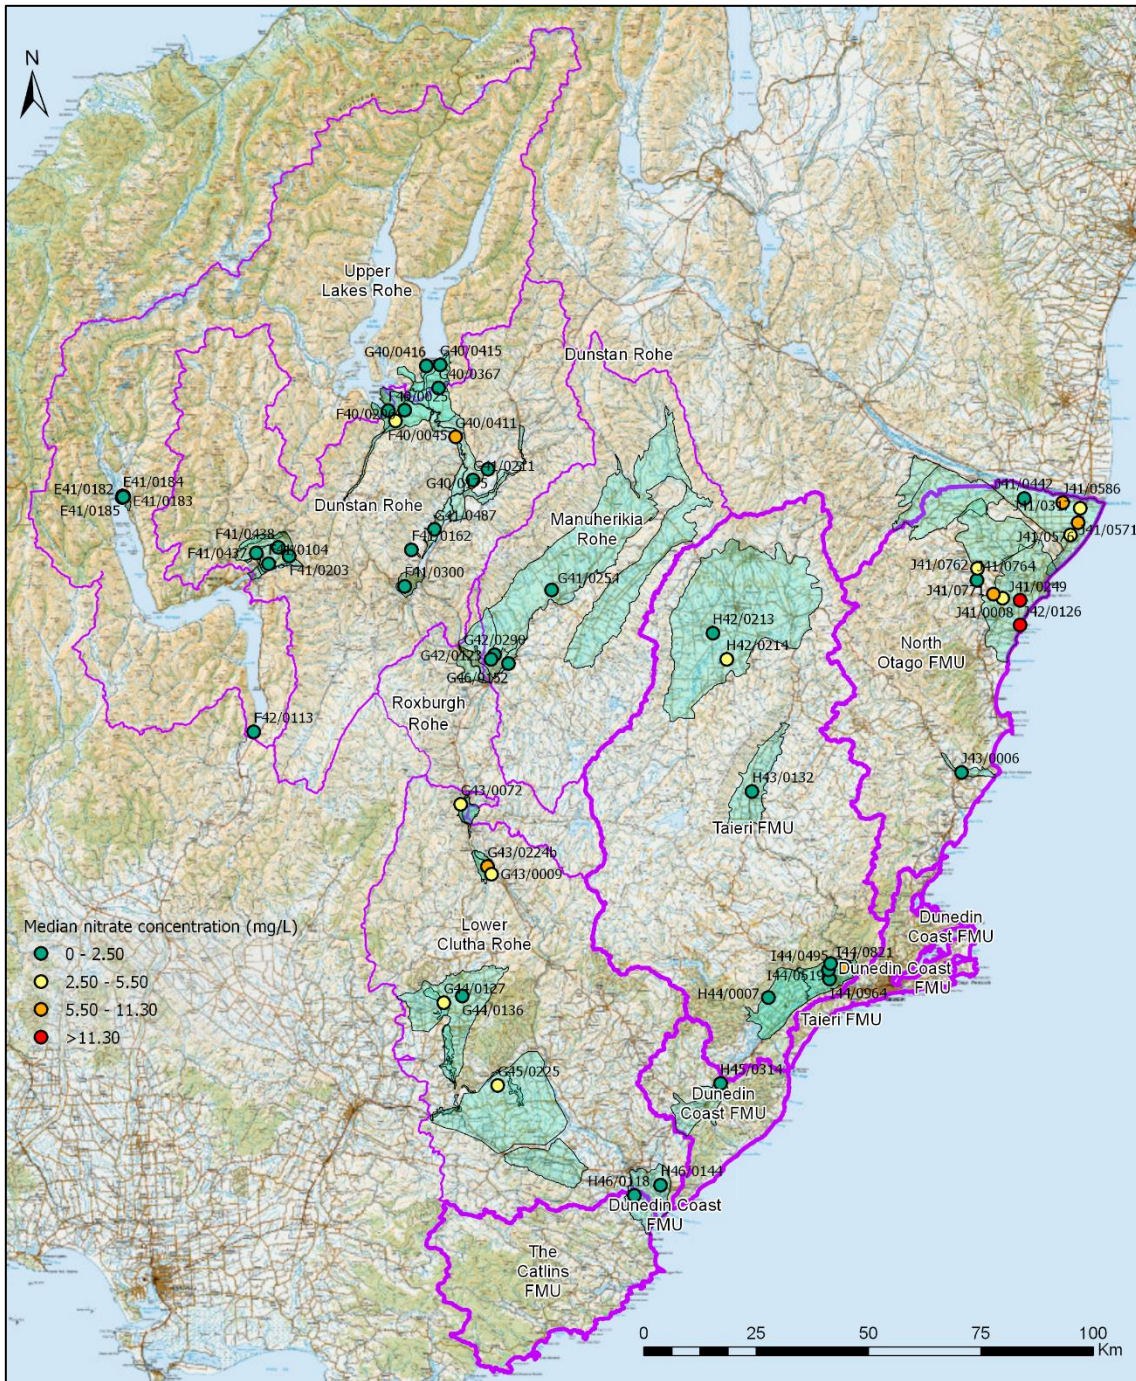 N
Upper
Lakes Rohe
G40/0416
G40/0415
Dunstan Rohe
G40/0367
F40/0025
F40/0045
G40/0411
G41/0211
E41/0182
E41/0184
E41/0183
E41/0185
Dunstan Rohe
G41/0487
Manuherikia
Rohe
J41/0442
J41/0586
J41/0571
J41/0576
F41/0438
F41/0162
F41/0437
F41/0203
F41/0300
G41/0254
J41/0762
J41/0764
J41/0249
J41/0008
J42/0126
H42/0213
H42/0214
G42/0290
G42/0123
G46/0152
North
Otago FMU
Roxburgh
Rohe
F42/0113
J43/0006
H43/0132
G43/0072
Taieri FMU
G43/0224b
G43/0009
Median nitrate concentration (mg/L)
0 - 2.50
2.50 - 5.50
5.50 - 11.30
>11.30
Lower
Clutha Rohe
Dunedin
Coast FMU
I44/0495
I44/0821
Dunedin Coast
FMU
I44/0519
I44/0964
H44/0007
Taieri FMU
G44/0127
G44/0136
G45/0225
H45/0314
Dunedin
Coast FMU
H46/0118
H46/0144
Dunedin Coast
FMU
The
Catlins
FMU
0 25 50 75 100
Km